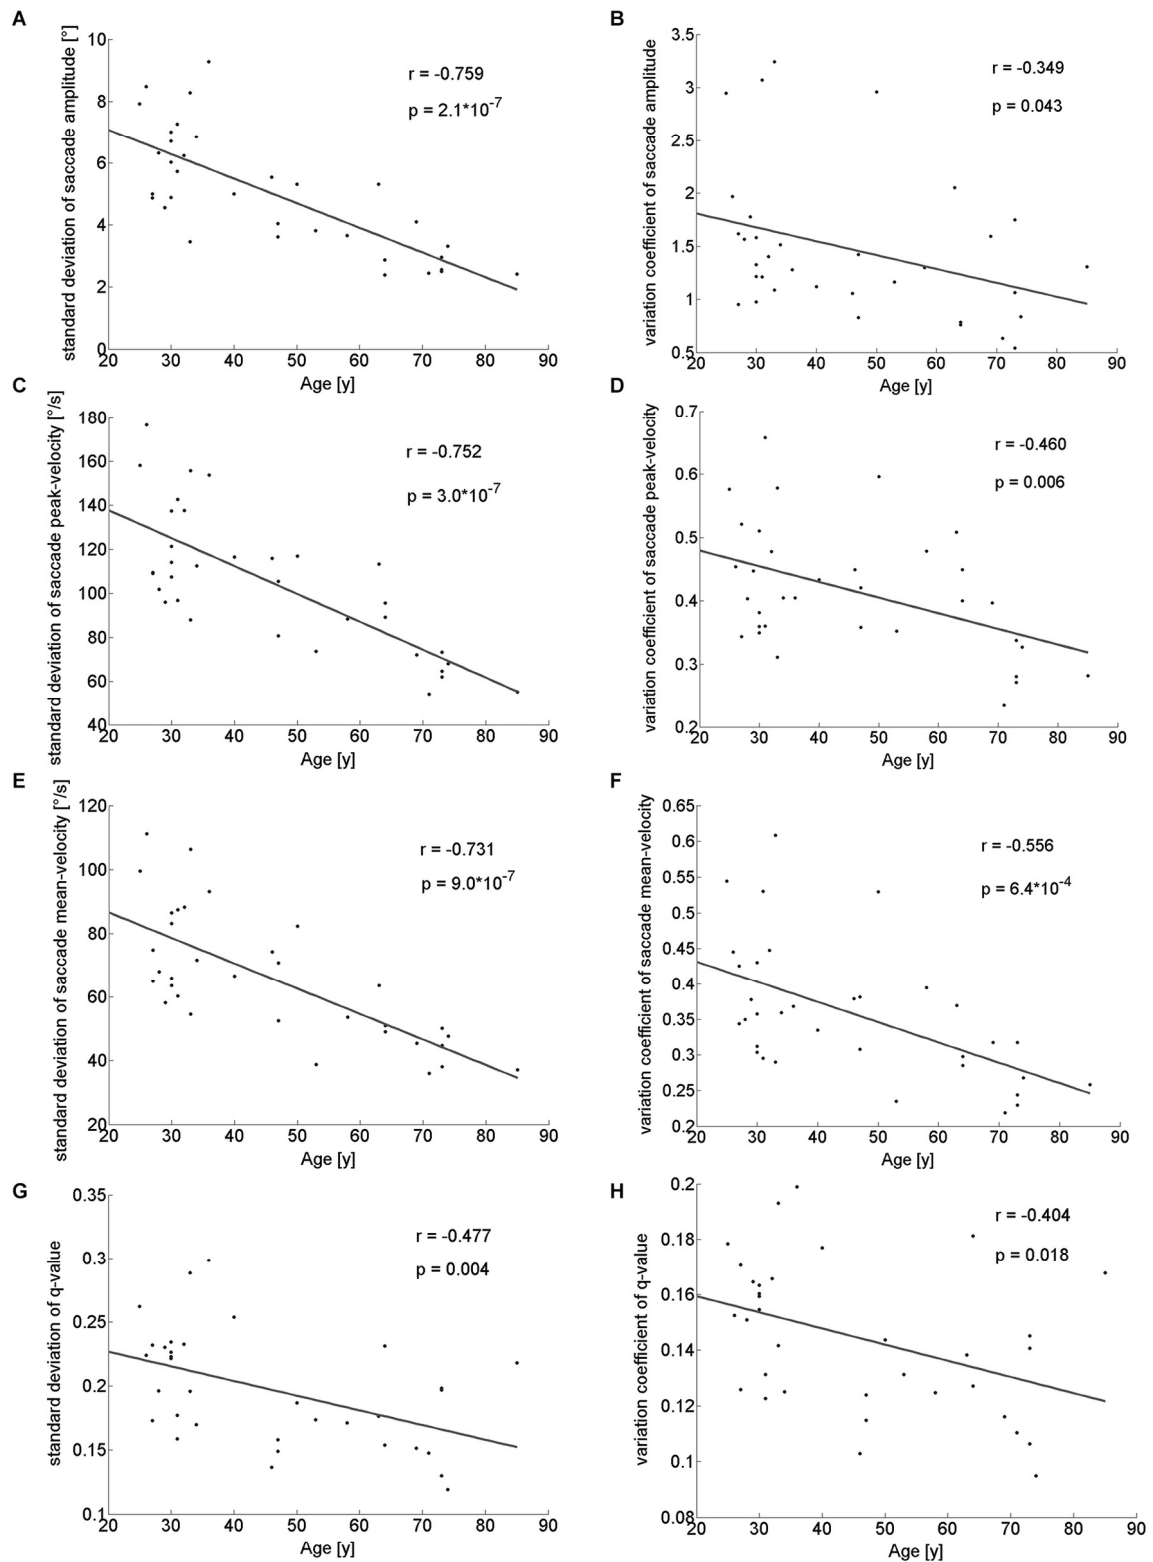 A
standard deviation of saccade amplitude [°]
10
8
6
4
2
0
r = -0.759
p = 2.1*10-7
20 30 40 50 60 70 80 90
Age [y]
B
variation coefficient of saccade amplitude
3.5
3
2.5
2
1.5
1
0.5
r = -0.349
p = 0.043
20 30 40 50 60 70 80 90
Age [y]
C
standard deviation of saccade peak-velocity [°/s]
180
160
140
120
100
80
60
40
r = -0.752
p = 3.0*10-7
20 30 40 50 60 70 80 90
Age [y]
D
variation coefficient of saccade peak-velocity
0.7
0.6
0.5
0.4
0.3
0.2
r = -0.460
p = 0.006
20 30 40 50 60 70 80 90
Age [y]
E
standard deviation of saccade mean-velocity [°/s]
120
100
80
60
40
20
r = -0.731
p = 9.0*10-7
20 30 40 50 60 70 80 90
Age [y]
F
variation coefficient of saccade mean-velocity
0.65
0.6
0.55
0.5
0.45
0.4
0.35
0.3
0.25
0.2
r = -0.556
p = 6.4*10-4
20 30 40 50 60 70 80 90
Age [y]
G
standard deviation of q-value
0.35
0.3
0.25
0.2
0.15
0.1
r = -0.477
p = 0.004
20 30 40 50 60 70 80 90
Age [y]
H
variation coefficient of q-value
0.2
0.18
0.16
0.14
0.12
0.1
0.08
r = -0.404
p = 0.018
20 30 40 50 60 70 80 90
Age [y]